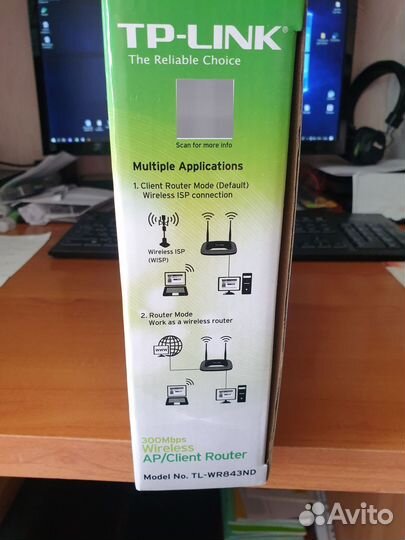 TP-LINK®
The Reliable Choice
Scan for more info
Multiple Applications
1. Client Router Mode (Default)
Wireless ISP connection
Wireless ISP
(WISP)
2. Router Mode
Work as a wireless router
www
300Mbps
Wireless
AP/Client Router
Model No. TL-WR843ND
Avito